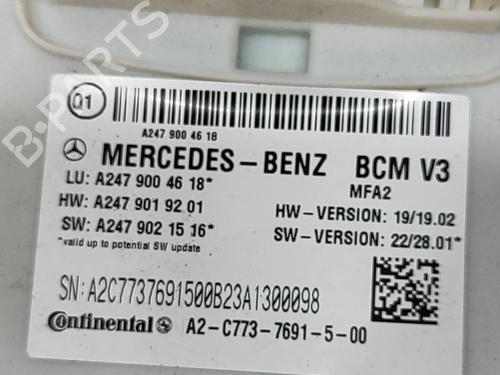 B-PARTS
Q1
A247 900 46 18
MERCEDES-BENZ BCM V3
MFA2
LU: A247 900 46 18*
HW: A247 901 92 01
HW-VERSION: 19/19.02
SW: A247 902 15 16*
SW-VERSION: 22/28.01*
*valid up to potential SW update
SN:A2C7737691500B23A1300098
Continental A2-C773-7691-5-00